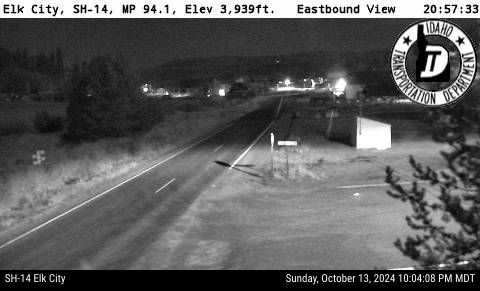 Elk City, SH-14, MP 94.1, Elev 3,939ft. Eastbound View 20:57:33
IDAHO
TRANSPORTATION DEPARTMENT
SH-14 Elk City Sunday, October 13, 2024 10:04:08 PM MDT